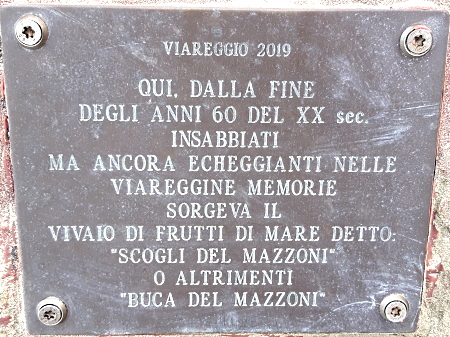 VIAREGGIO 2019
QUI, DALLA FINE
DEGLI ANNI 60 DEL XX sec.
INSABBIATI
MA ANCORA ECHEGGIANTI NELLE
VIAREGGINE MEMORIE
SORGEVA IL
VIVAIO DI FRUTTI DI MARE DETTO:
"SCOGLI DEL MAZZONI"
O ALTRIMENTI
"BUCA DEL MAZZONI"